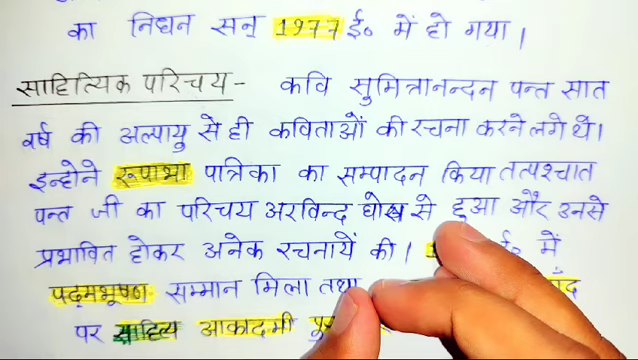 का निधन सन् 1977 ई० में हो गया।
साहित्यिक परिचय - कवि सुमित्रानन्दन पन्त सात
वर्ष की अल्पायु से ही कविताओं की रचना करने लगे थे।
इन्होने रूपाभा पात्रिका का सम्पादन किया तत्पश्चात
पन्त जी का परिचय अरविन्द घोष से हुआ और उनसे
प्रभावित होकर अनेक रचनायें की। ई० में
पद्मभूषण सम्मान मिला तथा
पर साहित्य आकादमी